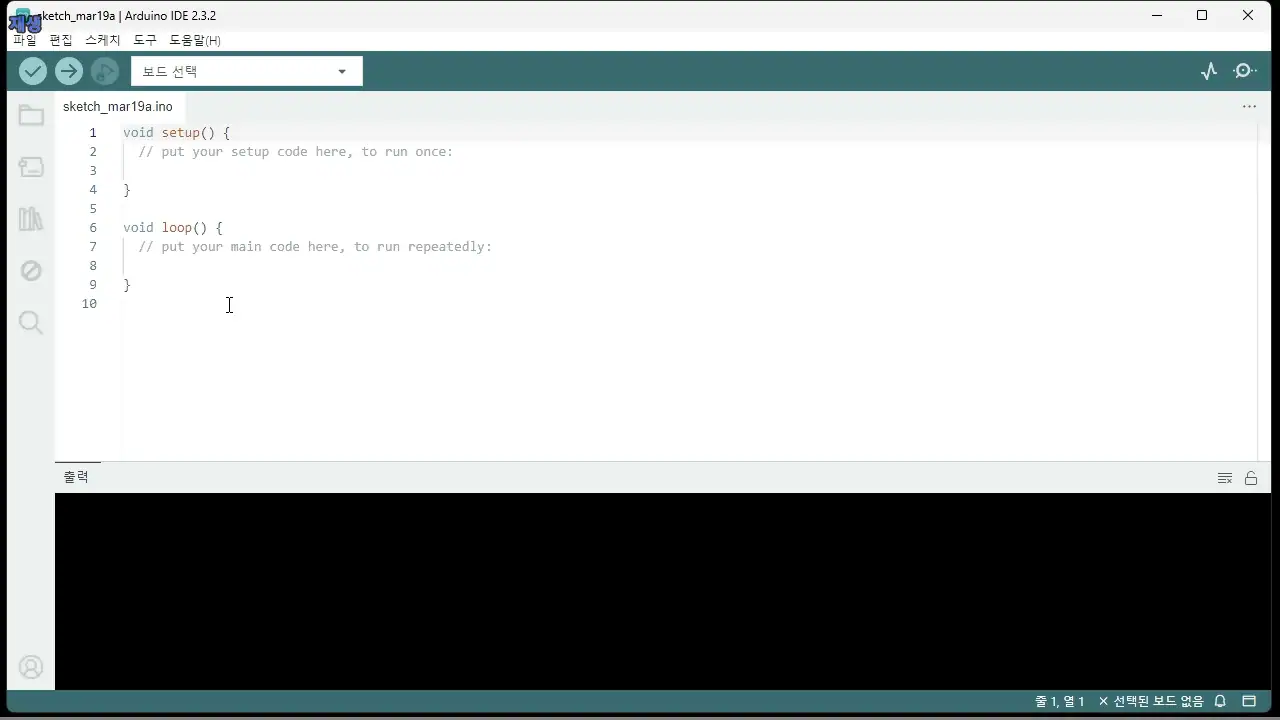 sketch_mar19a | Arduino IDE 2.3.2
재생
파일 편집 스케치 도구 도움말(H)
보드 선택
sketch_mar19a.ino
1 void setup() {
2 // put your setup code here, to run once:
3
4 }
5
6 void loop() {
7 // put your main code here, to run repeatedly:
8
9 }
10
출력
줄 1, 열 1 × 선택된 보드 없음